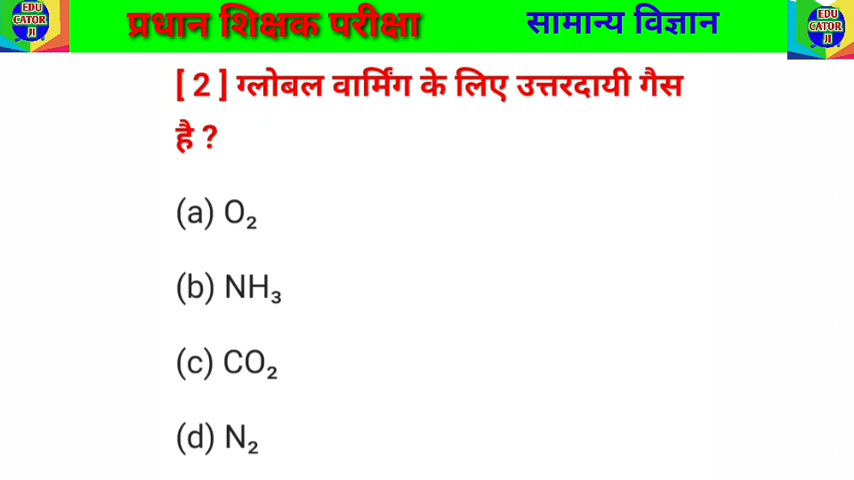 EDU
CATOR
JI
प्रधान शिक्षक परीक्षा
सामान्य विज्ञान
EDU
CATOR
JI
[ 2 ] ग्लोबल वार्मिंग के लिए उत्तरदायी गैस
है ?
(a) O₂
(b) NH₃
(c) CO₂
(d) N₂